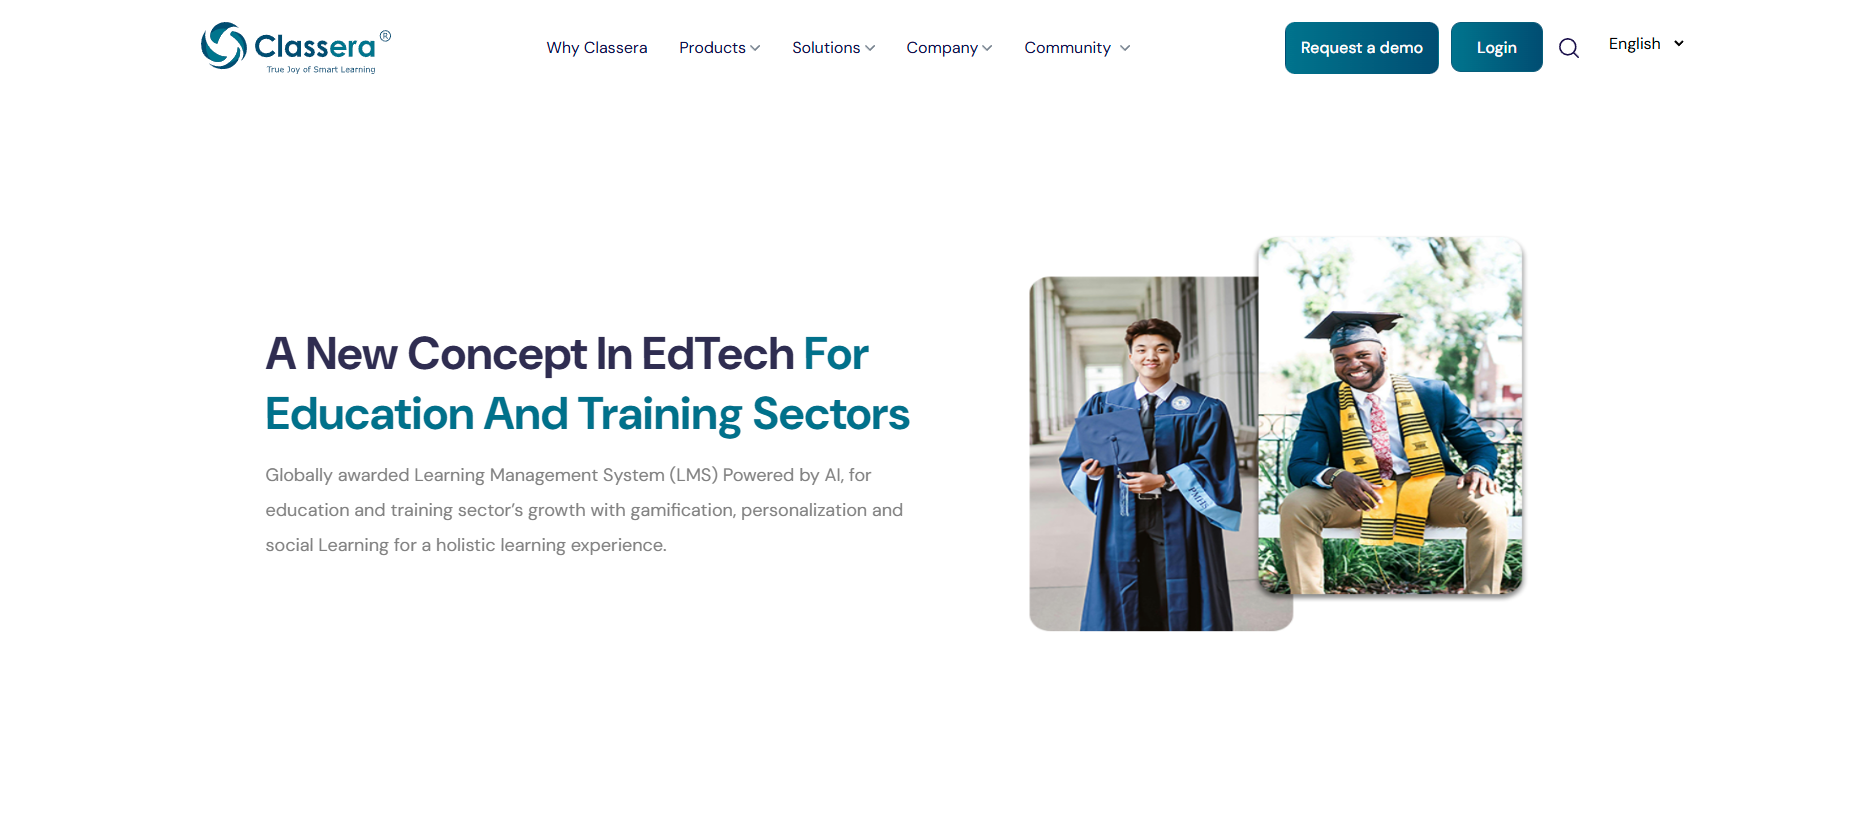 Classera®
True Joy of Smart Learning
Why Classera
Products
Solutions
Company
Community
Request a demo
Login
English
A New Concept In EdTech For
Education And Training Sectors
Globally awarded Learning Management System (LMS) Powered by AI, for
education and training sector’s growth with gamification, personalization and
social Learning for a holistic learning experience.